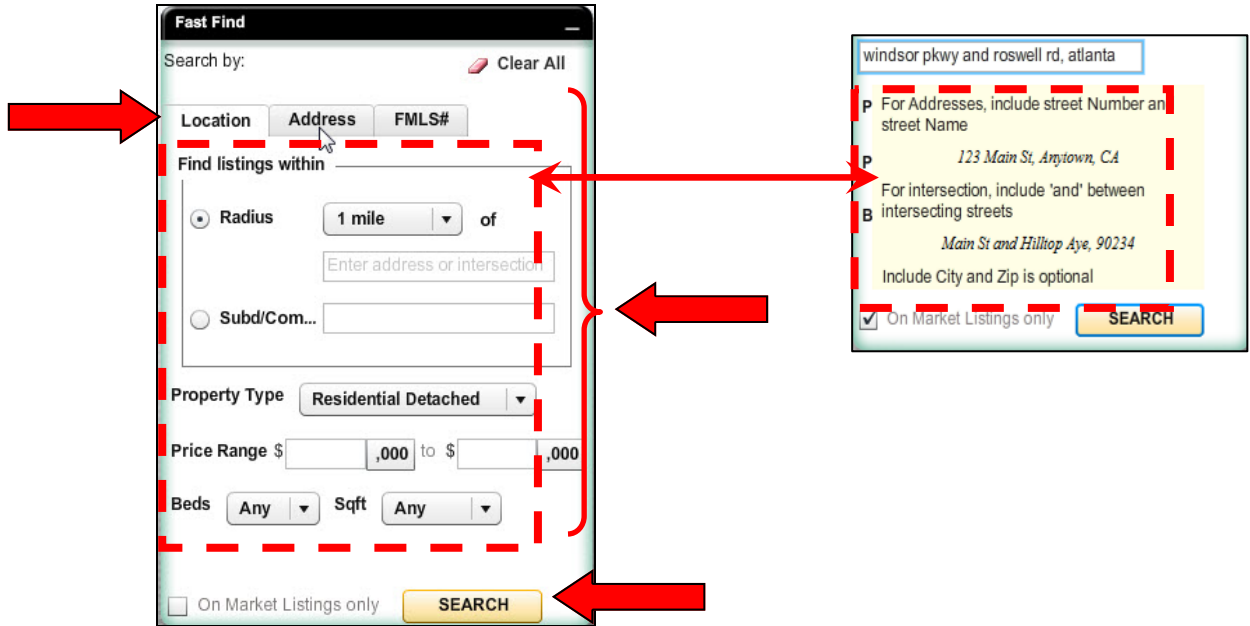 Fast Find
Search by:
Clear All
Location Address FMLS#
Find listings within
Radius 1 mile of
Enter address or intersection
Subd/Com...
Property Type Residential Detached
Price Range $ ,000 to $ ,000
Beds Any Sqft Any
On Market Listings only SEARCH
windsor pkwy and roswell rd, atlanta
P For Addresses, include street Number an
street Name
P 123 Main St, Anytown, CA
For intersection, include 'and' between
B intersecting streets
Main St and Hilltop Aye, 90234
Include City and Zip is optional
On Market Listings only SEARCH